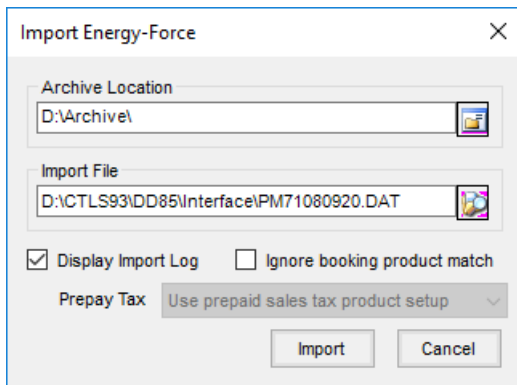 Import Energy-Force
Archive Location
D:\Archive\
Import File
D:\CTLS93\DD85\Interface\PM71080920.DAT
Display Import Log Ignore booking product match
Prepay Tax Use prepaid sales tax product setup
Import Cancel